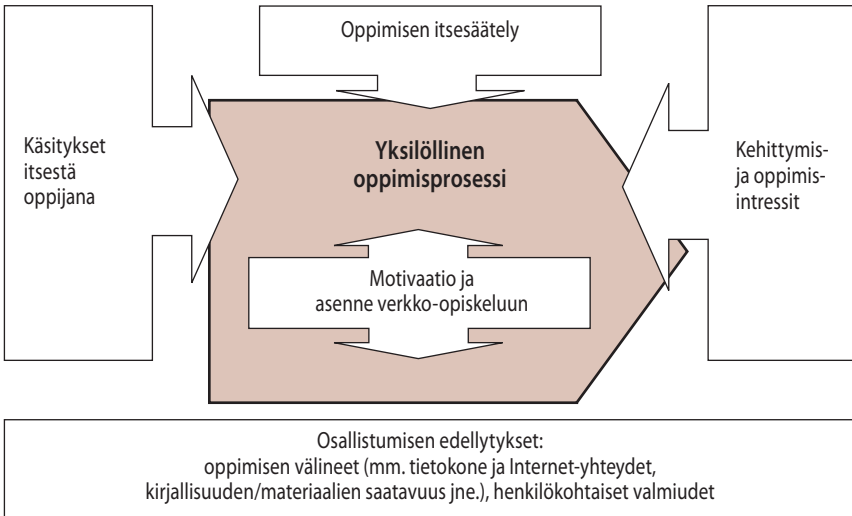 Oppimisen itsesäätely
Käsitykset
itsestä
oppijana
Yksilöllinen
oppimisprosessi
Kehittymis-
ja oppimis-
intressit
Motivaatio ja
asenne verkko-opiskeluun
Osallistumisen edellytykset:
oppimisen välineet (mm. tietokone ja Internet-yhteydet,
kirjallisuuden/materiaalien saatavuus jne.), henkilökohtaiset valmiudet